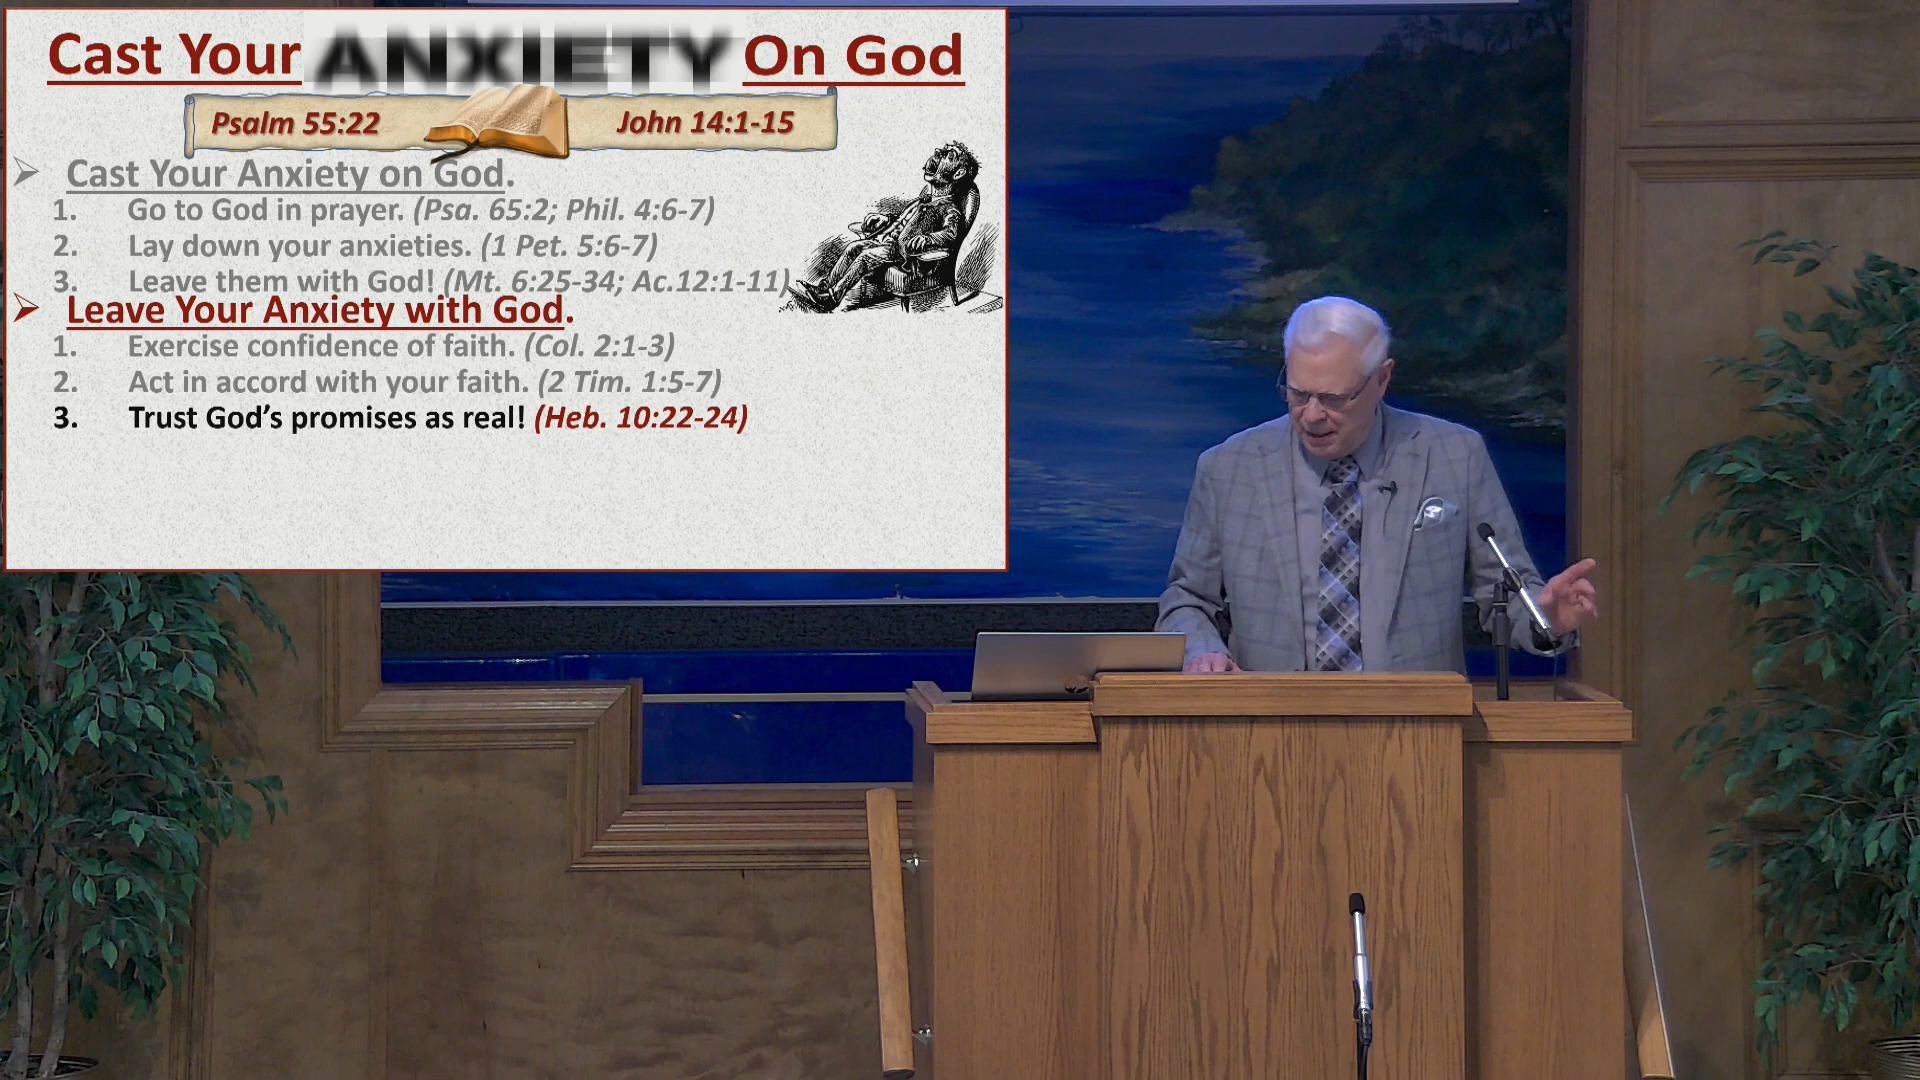 Cast Your ANXIETY On God
Psalm 55:22 John 14:1-15
➢ Cast Your Anxiety on God.
1. Go to God in prayer. (Psa. 65:2; Phil. 4:6-7)
2. Lay down your anxieties. (1 Pet. 5:6-7)
3. Leave them with God! (Mt. 6:25-34; Ac.12:1-11)
➢ Leave Your Anxiety with God.
1. Exercise confidence of faith. (Col. 2:1-3)
2. Act in accord with your faith. (2 Tim. 1:5-7)
3. Trust God’s promises as real! (Heb. 10:22-24)